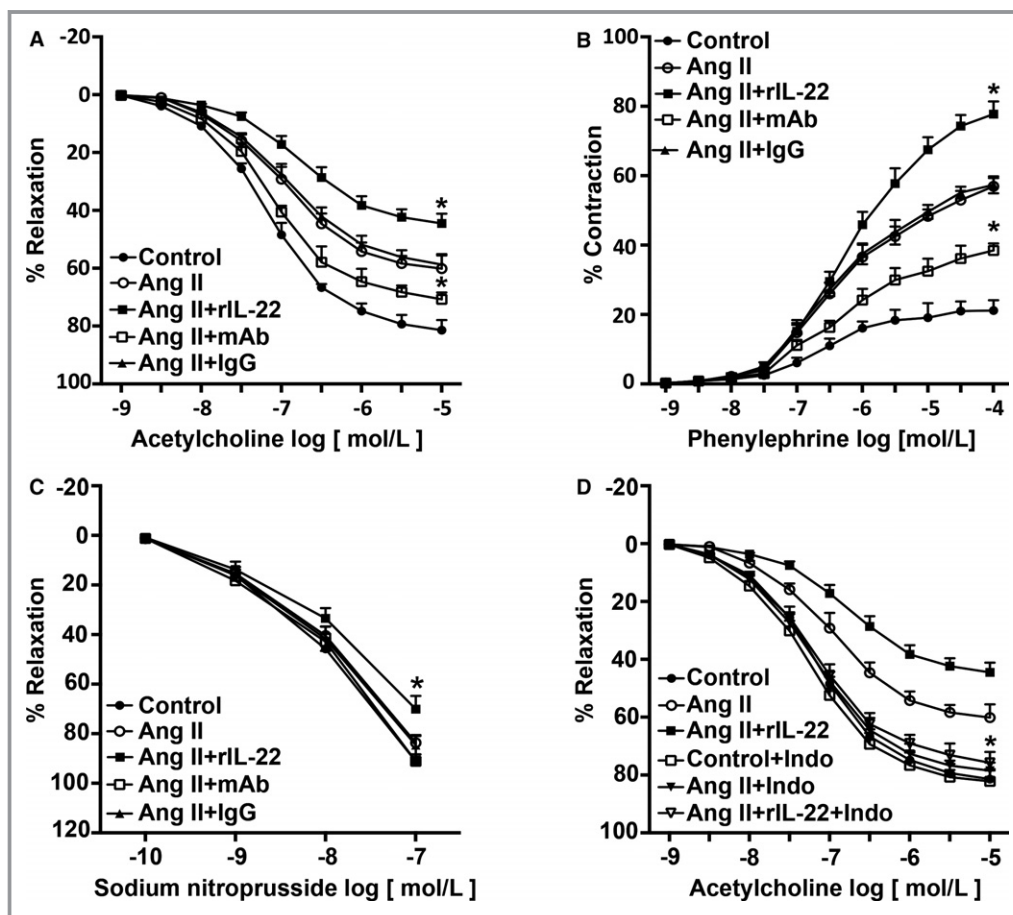 A
-20
0
20
40
60
80
100
% Relaxation
*
*
Control
Ang II
Ang II+rIL-22
Ang II+mAb
Ang II+IgG
-9 -8 -7 -6 -5
Acetylcholine log [ mol/L ]
B
100
80
60
40
20
0
% Contraction
Control
Ang II
Ang II+rIL-22
Ang II+mAb
Ang II+IgG
*
*
-9 -8 -7 -6 -5 -4
Phenylephrine log [mol/L]
C
-20
0
20
40
60
80
100
120
% Relaxation
*
Control
Ang II
Ang II+rIL-22
Ang II+mAb
Ang II+IgG
-10 -9 -8 -7
Sodium nitroprusside log [ mol/L ]
D
-20
0
20
40
60
80
100
% Relaxation
Control
Ang II
Ang II+rIL-22
Control+Indo
Ang II+Indo
Ang II+rIL-22+Indo
*
-9 -8 -7 -6 -5
Acetylcholine log [ mol/L ]